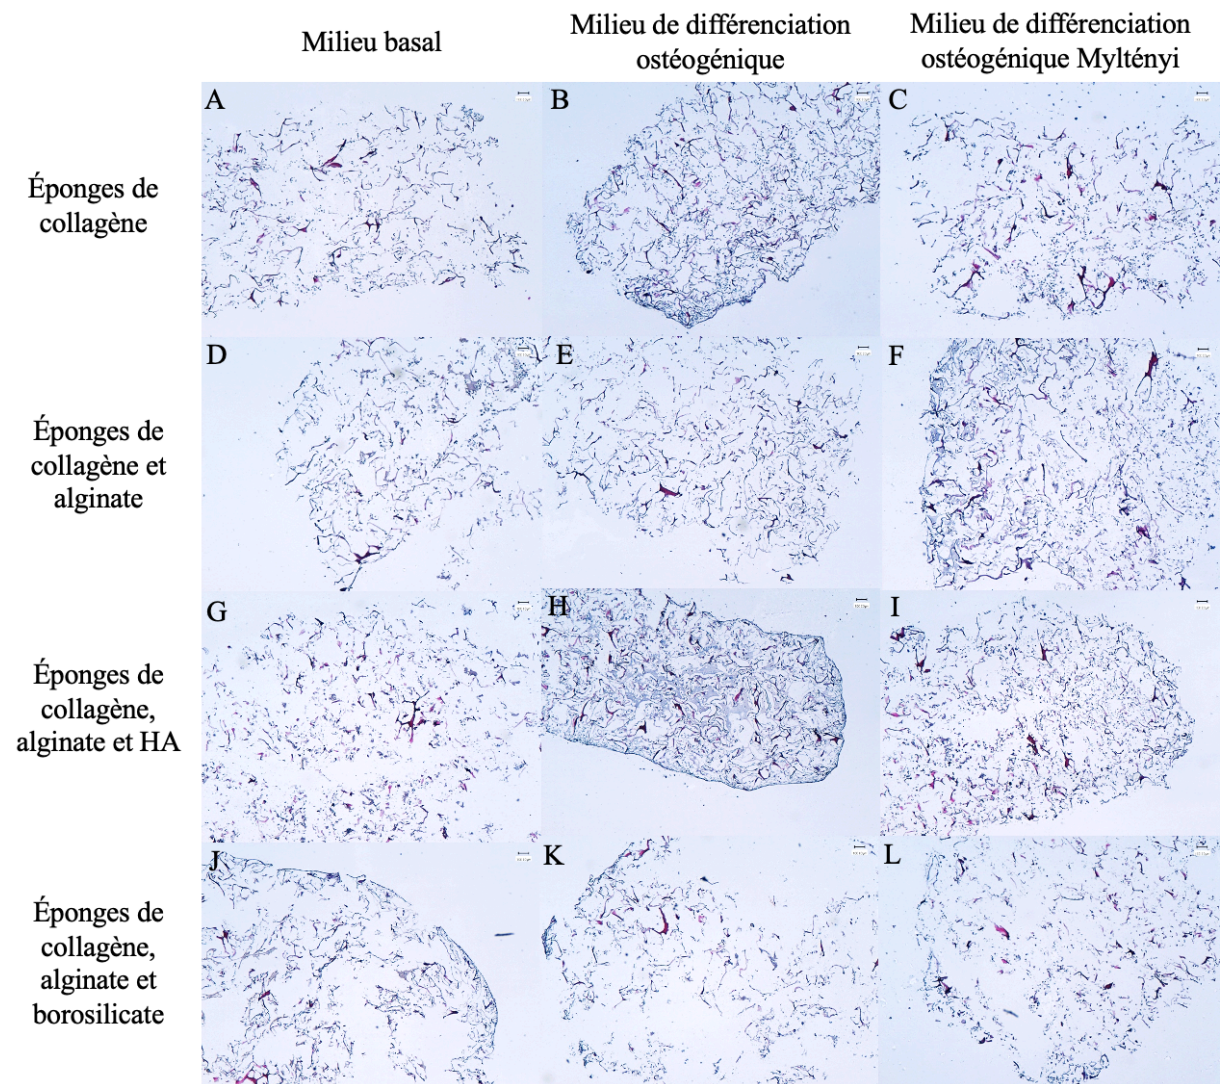 Milieu basal
Milieu de différenciation
ostéogénique
Milieu de différenciation
ostéogénique Myltényi
Éponges de
collagène
A
B
C
Éponges de
collagène et
alginate
D
E
F
Éponges de
collagène,
alginate et HA
G
H
I
Éponges de
collagène,
alginate et
borosilicate
J
K
L